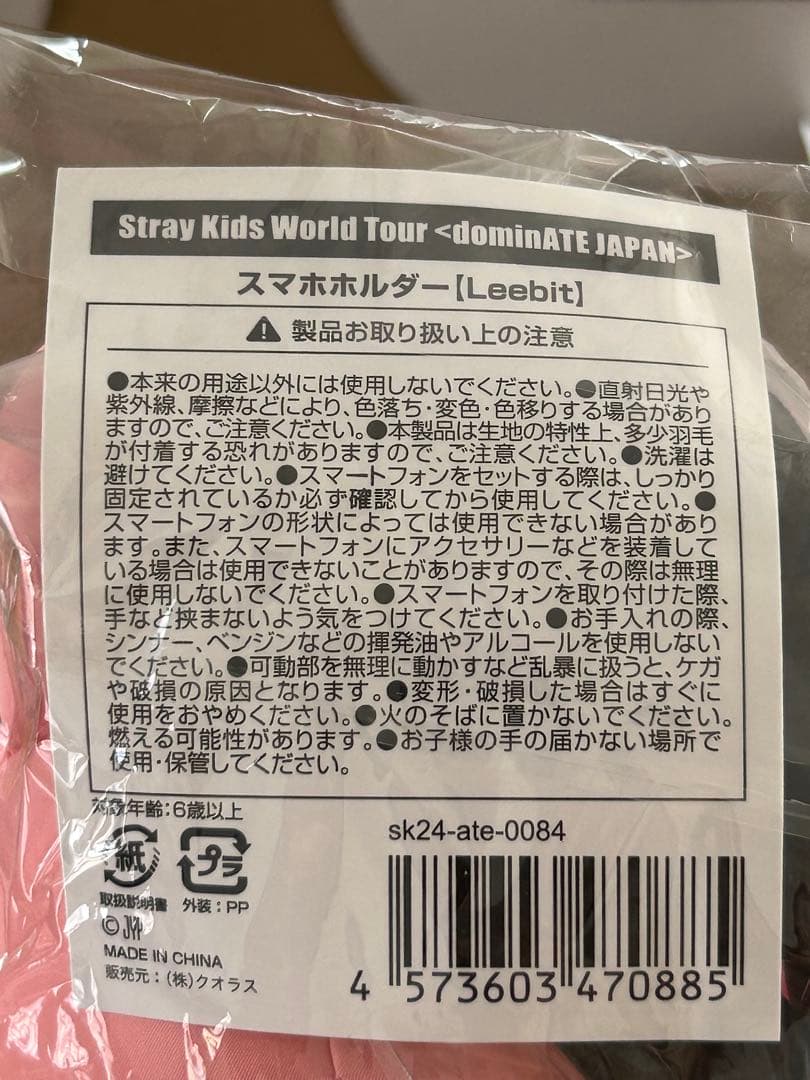 Stray Kids World Tour <dominATE JAPAN>
スマホホルダー【Leebit】
製品お取り扱い上の注意
●本来の用途以外には使用しないでください。●直射日光や
紫外線、摩擦などにより、色落ち・変色・色移りする場合があり
ますので、ご注意ください。●本製品は生地の特性上、多少羽毛
が付着する恐れがありますので、ご注意ください。●洗濯は
避けてください。●スマートフォンをセットする際は、しっかり
固定されているか必ず確認してから使用してください。●
スマートフォンの形状によっては使用できない場合があり
ます。また、スマートフォンにアクセサリーなどを装着して
いる場合は使用できないことがありますので、その際は無理
に使用しないでください。●スマートフォンを取り付けた際、
手など挟まないよう気をつけてください。●お手入れの際、
シンナー、ベンジンなどの揮発油やアルコールを使用しない
でください。●可動部を無理に動かすなど乱暴に扱うと、ケガ
や破損の原因となります。●変形・破損した場合はすぐに
使用をおやめください。●火のそばに置かないでください。
燃える可能性があります。●お子様の手の届かない場所で
使用・保管してください。
対象年齢：6歳以上
紙
プラ
取扱説明書 外装：PP
sk24-ate-0084
© JYP
MADE IN CHINA
販売元：(株)クオラス
4 573603 470885